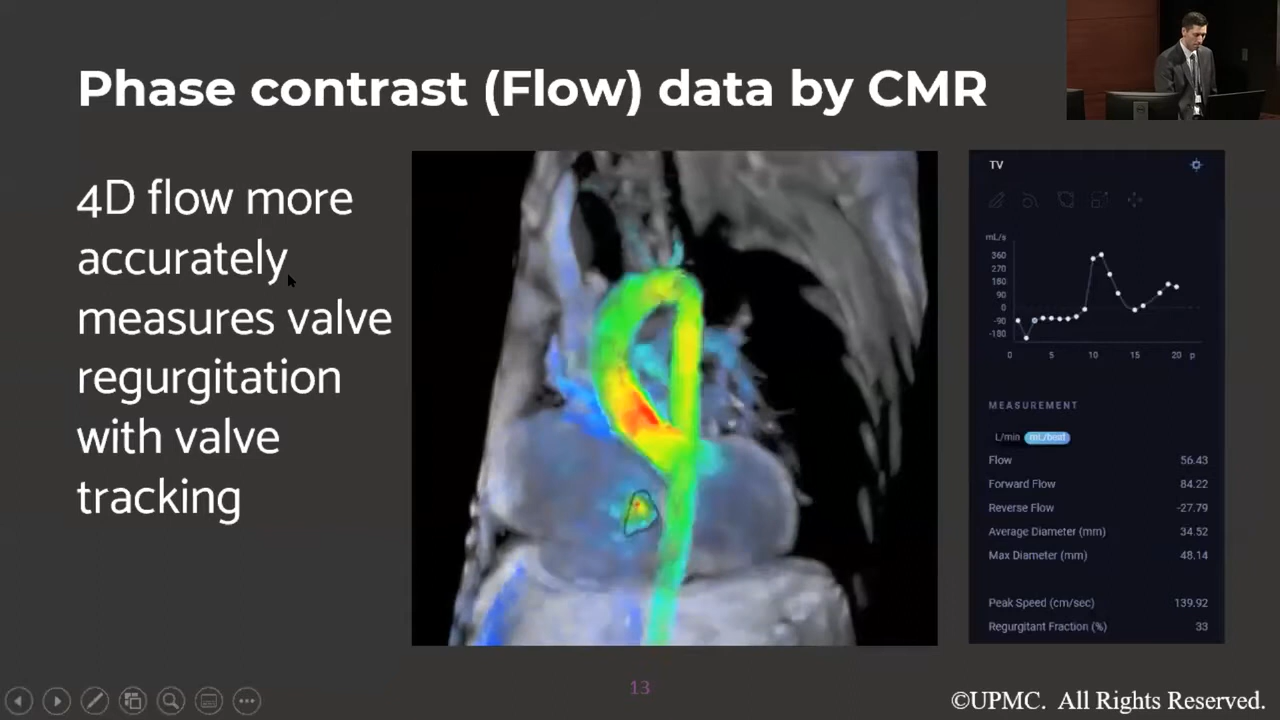 Phase contrast (Flow) data by CMR
4D flow more
accurately
measures valve
regurgitation
with valve
tracking
TV
mL/s
360
270
180
90
0
-90
-180
0 5 10 15 20 p
MEASUREMENT
L/min mL/beat
Flow 56.43
Forward Flow 84.22
Reverse Flow -27.79
Average Diameter (mm) 34.52
Max Diameter (mm) 48.14
Peak Speed (cm/sec) 139.92
Regurgitant Fraction (%) 33
13
©UPMC. All Rights Reserved.